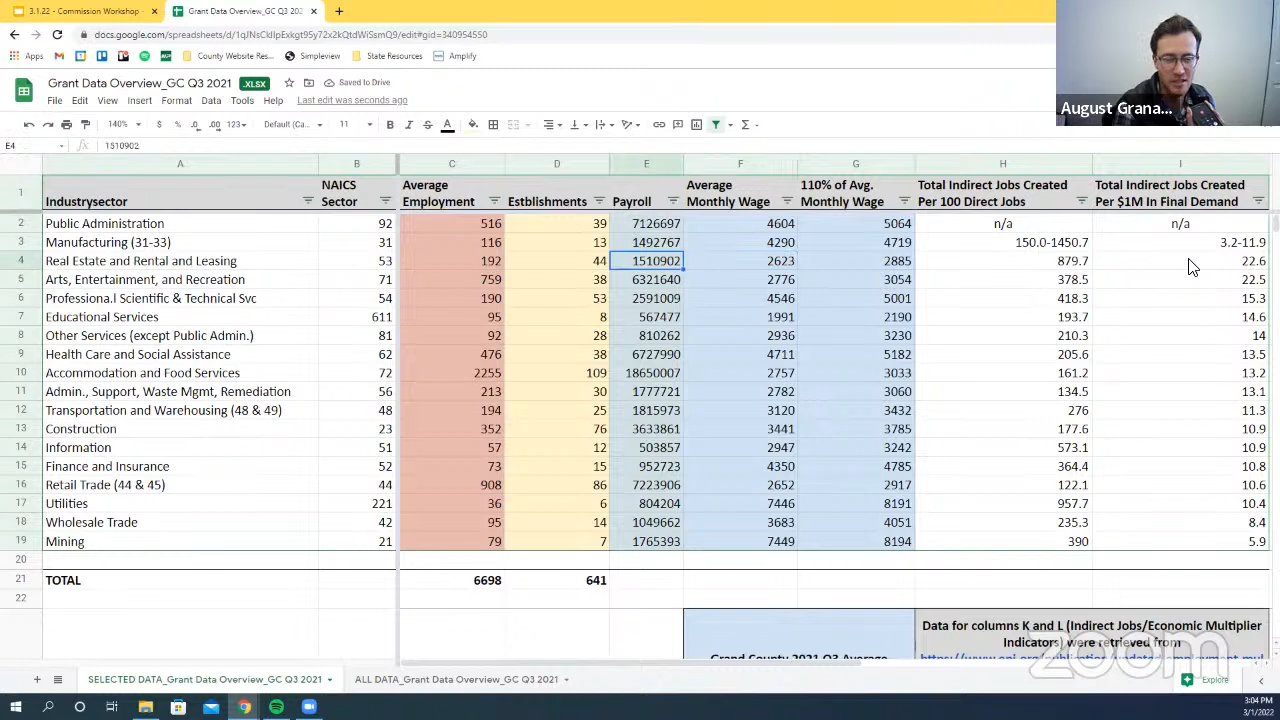 3.1.22 - Commission Workshop
Grant Data Overview_GC Q3 202
docs.google.com/spreadsheets/d/1qJNsCkIlpExkgt95y72x2kQtdWiSsmQ9/edit#gid=340954550
Apps
County Website Res...
Simpleview
State Resources
Amplify
Grant Data Overview_GC Q3 2021 .XLSX Saved to Drive
File Edit View Insert Format Data Tools Help Last edit was seconds ago
140% $ % .0 .00 123 Default (Ca... 11 B I S A
E4 fx 1510902
August Grana...
A B C D E F G H I
1 Industrysector NAICS Sector Average Employment Estblishments Payroll Average Monthly Wage 110% of Avg. Monthly Wage Total Indirect Jobs Created Per 100 Direct Jobs Total Indirect Jobs Created Per $1M in Final Demand
2 Public Administration 92 516 39 7126697 4604 5064 n/a n/a
3 Manufacturing (31-33) 31 116 13 1492767 4290 4719 150.0-1450.7 3.2-11.9
4 Real Estate and Rental and Leasing 53 192 44 1510902 2623 2885 879.7 22.6
5 Arts, Entertainment, and Recreation 71 759 38 6321640 2776 3054 378.5 22.5
6 Professiona.l Scientific & Technical Svc 54 190 53 2591009 4546 5001 418.3 15.3
7 Educational Services 611 95 8 567477 1991 2190 193.7 14.6
8 Other Services (except Public Admin.) 81 92 28 810262 2936 3230 210.3 14
9 Health Care and Social Assistance 62 476 38 6727990 4711 5182 205.6 13.5
10 Accommodation and Food Services 72 2255 109 18650007 2757 3033 161.2 13.2
11 Admin., Support, Waste Mgmt, Remediation 56 213 30 1777721 2782 3060 134.5 13.1
12 Transportation and Warehousing (48 & 49) 48 194 25 1815973 3120 3432 276 11.3
13 Construction 23 352 76 3633861 3441 3785 177.6 10.9
14 Information 51 57 12 503857 2947 3242 573.1 10.9
15 Finance and Insurance 52 73 15 952723 4350 4785 364.4 10.8
16 Retail Trade (44 & 45) 44 908 86 7223906 2652 2917 122.1 10.6
17 Utilities 221 36 6 804204 7446 8191 957.7 10.4
18 Wholesale Trade 42 95 14 1049662 3683 4051 235.3 8.4
19 Mining 21 79 7 1765393 7449 8194 390 5.9
20
21 TOTAL 6698 641
22
Data for columns K and L (Indirect Jobs/Economic Multiplier
Indicators) were retrieved from
Grand County 2021 Q3 Average
zoom
SELECTED DATA_Grant Data Overview_GC Q3 2021
ALL DATA_Grant Data Overview_GC Q3 2021
Explore
3:04 PM
3/1/2022